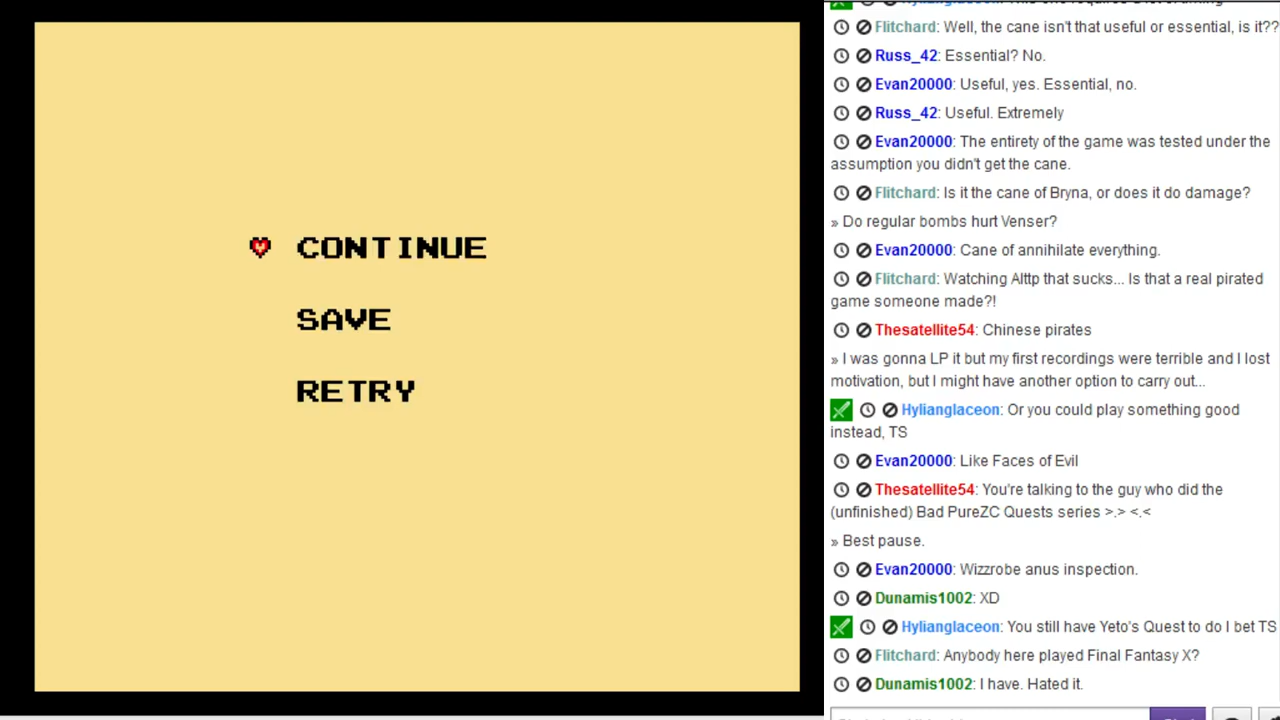 CONTINUE
SAVE
RETRY
Flitchard: Well, the cane isn't that useful or essential, is it??
Russ_42: Essential? No.
Evan20000: Useful, yes. Essential, no.
Russ_42: Useful. Extremely
Evan20000: The entirety of the game was tested under the
assumption you didn't get the cane.
Flitchard: Is it the cane of Bryna, or does it do damage?
» Do regular bombs hurt Venser?
Evan20000: Cane of annihilate everything.
Flitchard: Watching Alttp that sucks... Is that a real pirated
game someone made?!
Thesatellite54: Chinese pirates
» I was gonna LP it but my first recordings were terrible and I lost
motivation, but I might have another option to carry out...
Hylianglaceon: Or you could play something good
instead, TS
Evan20000: Like Faces of Evil
Thesatellite54: You're talking to the guy who did the
(unfinished) Bad PureZC Quests series >.> <.<
» Best pause.
Evan20000: Wizzrobe anus inspection.
Dunamis1002: XD
Hylianglaceon: You still have Yeto's Quest to do I bet TS
Flitchard: Anybody here played Final Fantasy X?
Dunamis1002: I have. Hated it.